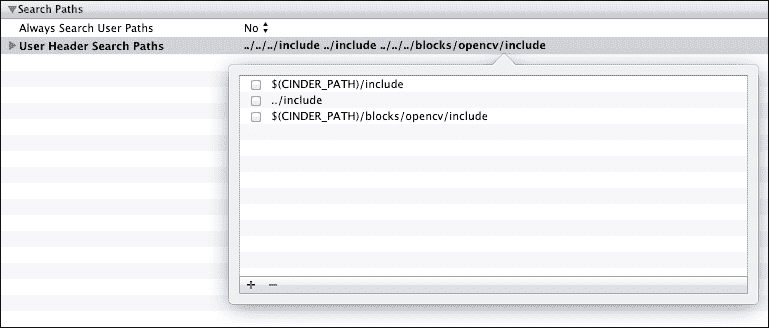 Search Paths
Always Search User Paths No
User Header Search Paths ../../../include ../include ../../../blocks/opencv/include
$(CINDER_PATH)/include
../include
$(CINDER_PATH)/blocks/opencv/include
+ −